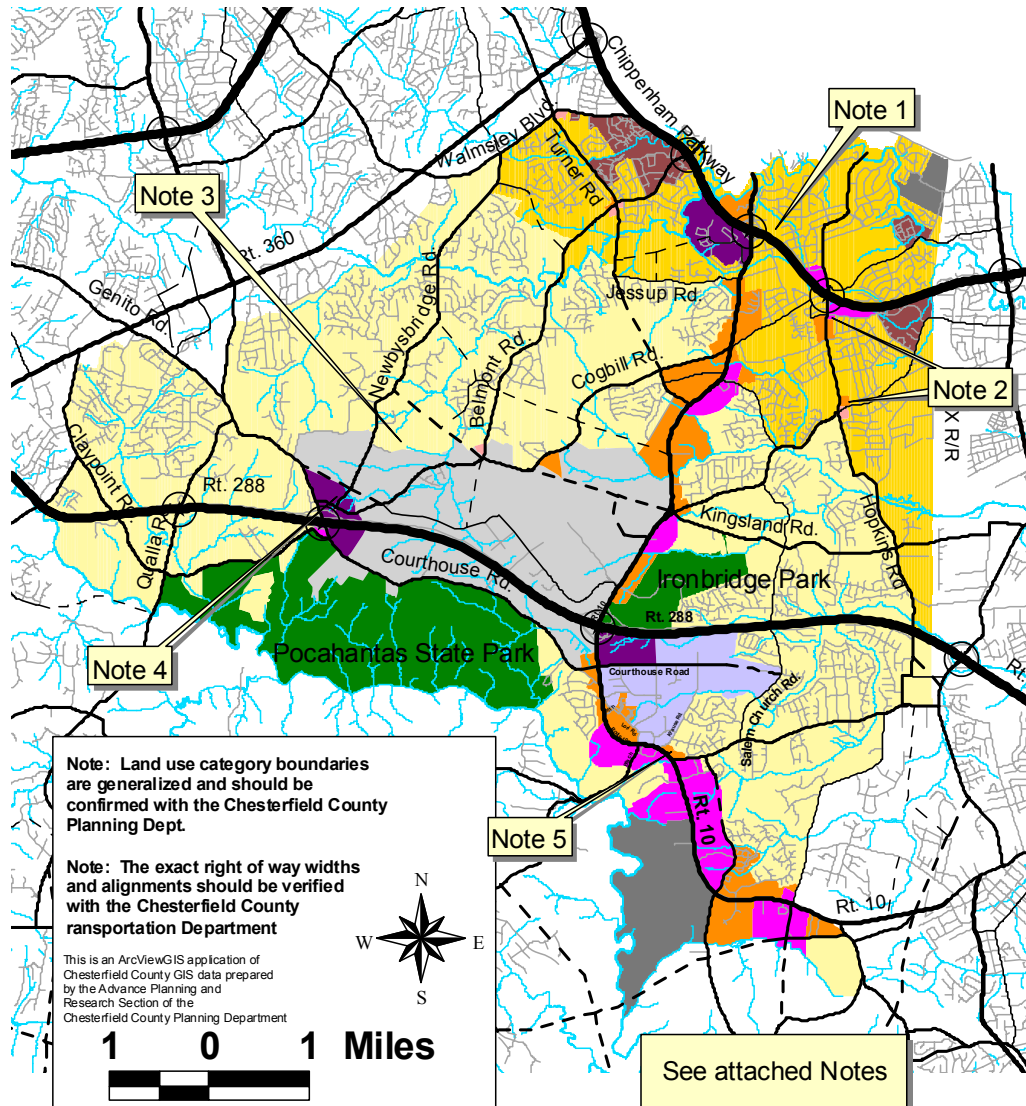 Chippenham Parkway
Note 1
Walmsley Blvd.
Turner Rd
Note 3
Rt. 360
Newbysbridge Rd.
Genito Rd.
Jessup Rd.
Belmont Rd.
Cogbill Rd.
Note 2
X RR
Claypoint Rd.
Rt. 288
Qualla Rd
Kingsland Rd.
Hopkins Rd
Courthouse Rd.
Ironbridge Park
Rt. 288
Note 4
Pocahantas State Park
Courthouse Road
Rt.
Salem Church Rd.
Note: Land use category boundaries
are generalized and should be
confirmed with the Chesterfield County
Planning Dept.
Note 5
Rt. 10
Note: The exact right of way widths
and alignments should be verified
with the Chesterfield County
ransportation Department
N
W
E
S
Rt. 10
This is an ArcViewGIS application of
Chesterfield County GIS data prepared
by the Advance Planning and
Research Section of the
Chesterfield County Planning Department
1 0 1 Miles
See attached Notes